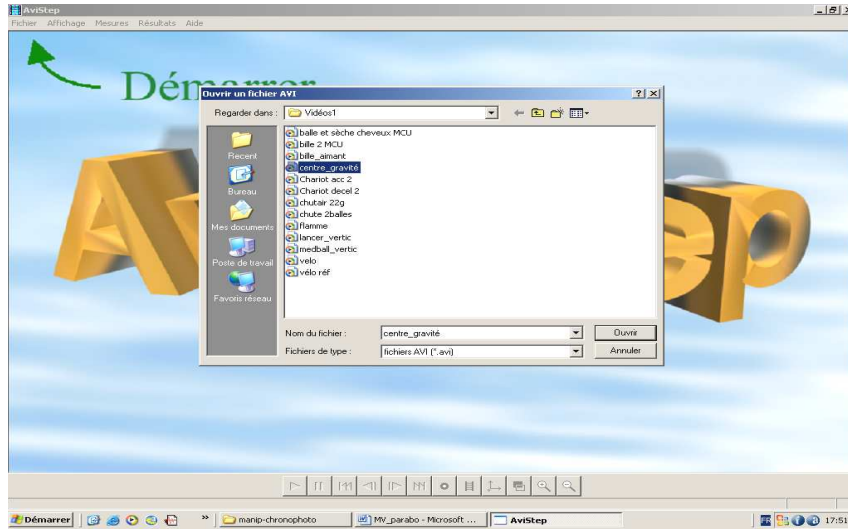 AviStep
Fichier Affichage Mesures Résultats Aide
Démarrer
Ouvrir un fichier AVI
Regarder dans : Vidéos1
Recent
Bureau
Mes documents
Poste de travail
Favoris réseau
balle et sèche cheveux MCU
bille 2 MCU
bille_aimant
centre_gravité
Chariot acc 2
Chariot decel 2
chutair 22g
chute 2balles
flamme
lancer_vertic
medball_vertic
velo
vélo réf
Nom du fichier : centre_gravité Ouvrir
Fichiers de type : fichiers AVI (*.avi) Annuler
Démarrer » manip-chronophoto MV_parabo - Microsoft ... AviStep 17:51